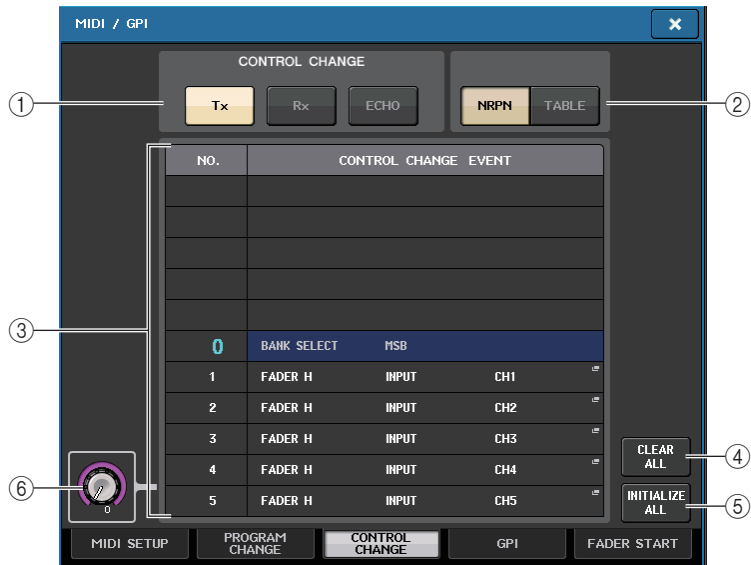 MIDI / GPI
×
CONTROL CHANGE
Tx Rx ECHO NRPN TABLE
① ②
NO. CONTROL CHANGE EVENT
③
0 BANK SELECT MSB
1 FADER H INPUT CH1
2 FADER H INPUT CH2
3 FADER H INPUT CH3
4 FADER H INPUT CH4
5 FADER H INPUT CH5
CLEAR ALL ④
INITIALIZE ALL ⑤
⑥ 0
MIDI SETUP PROGRAM CHANGE CONTROL CHANGE GPI FADER START